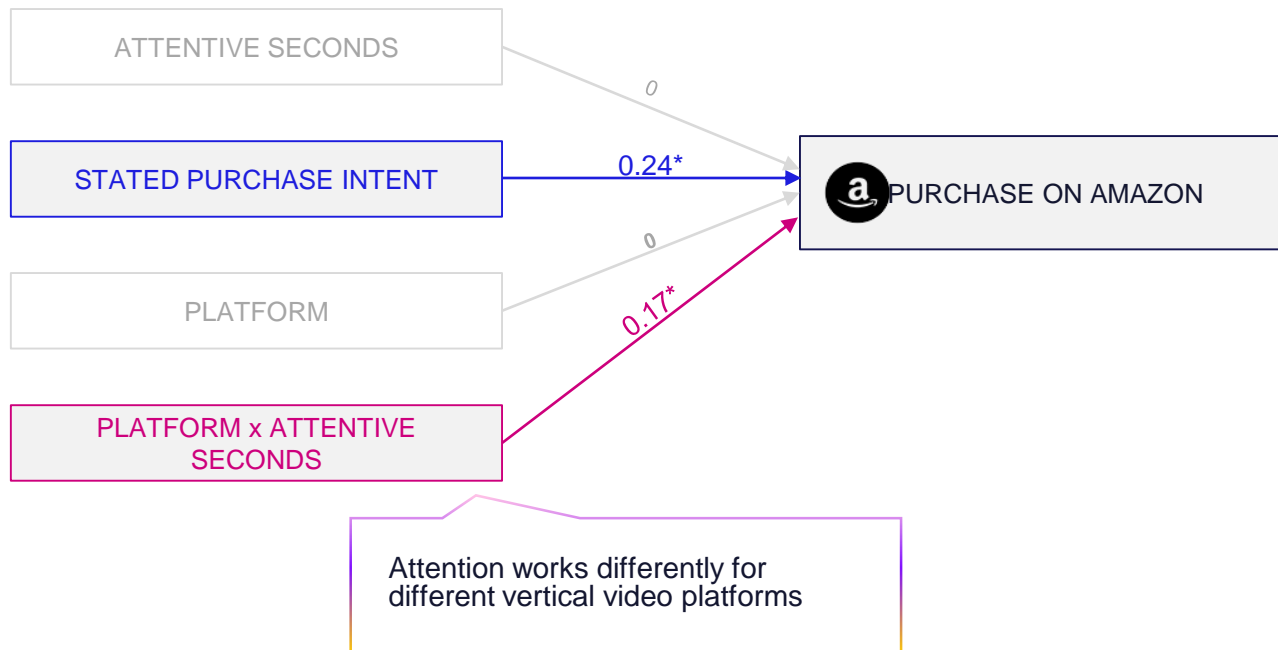 ATTENTIVE SECONDS
0
STATED PURCHASE INTENT
0.24*
a
PURCHASE ON AMAZON
0
PLATFORM
0.17*
PLATFORM x ATTENTIVE
SECONDS
Attention works differently for
different vertical video platforms